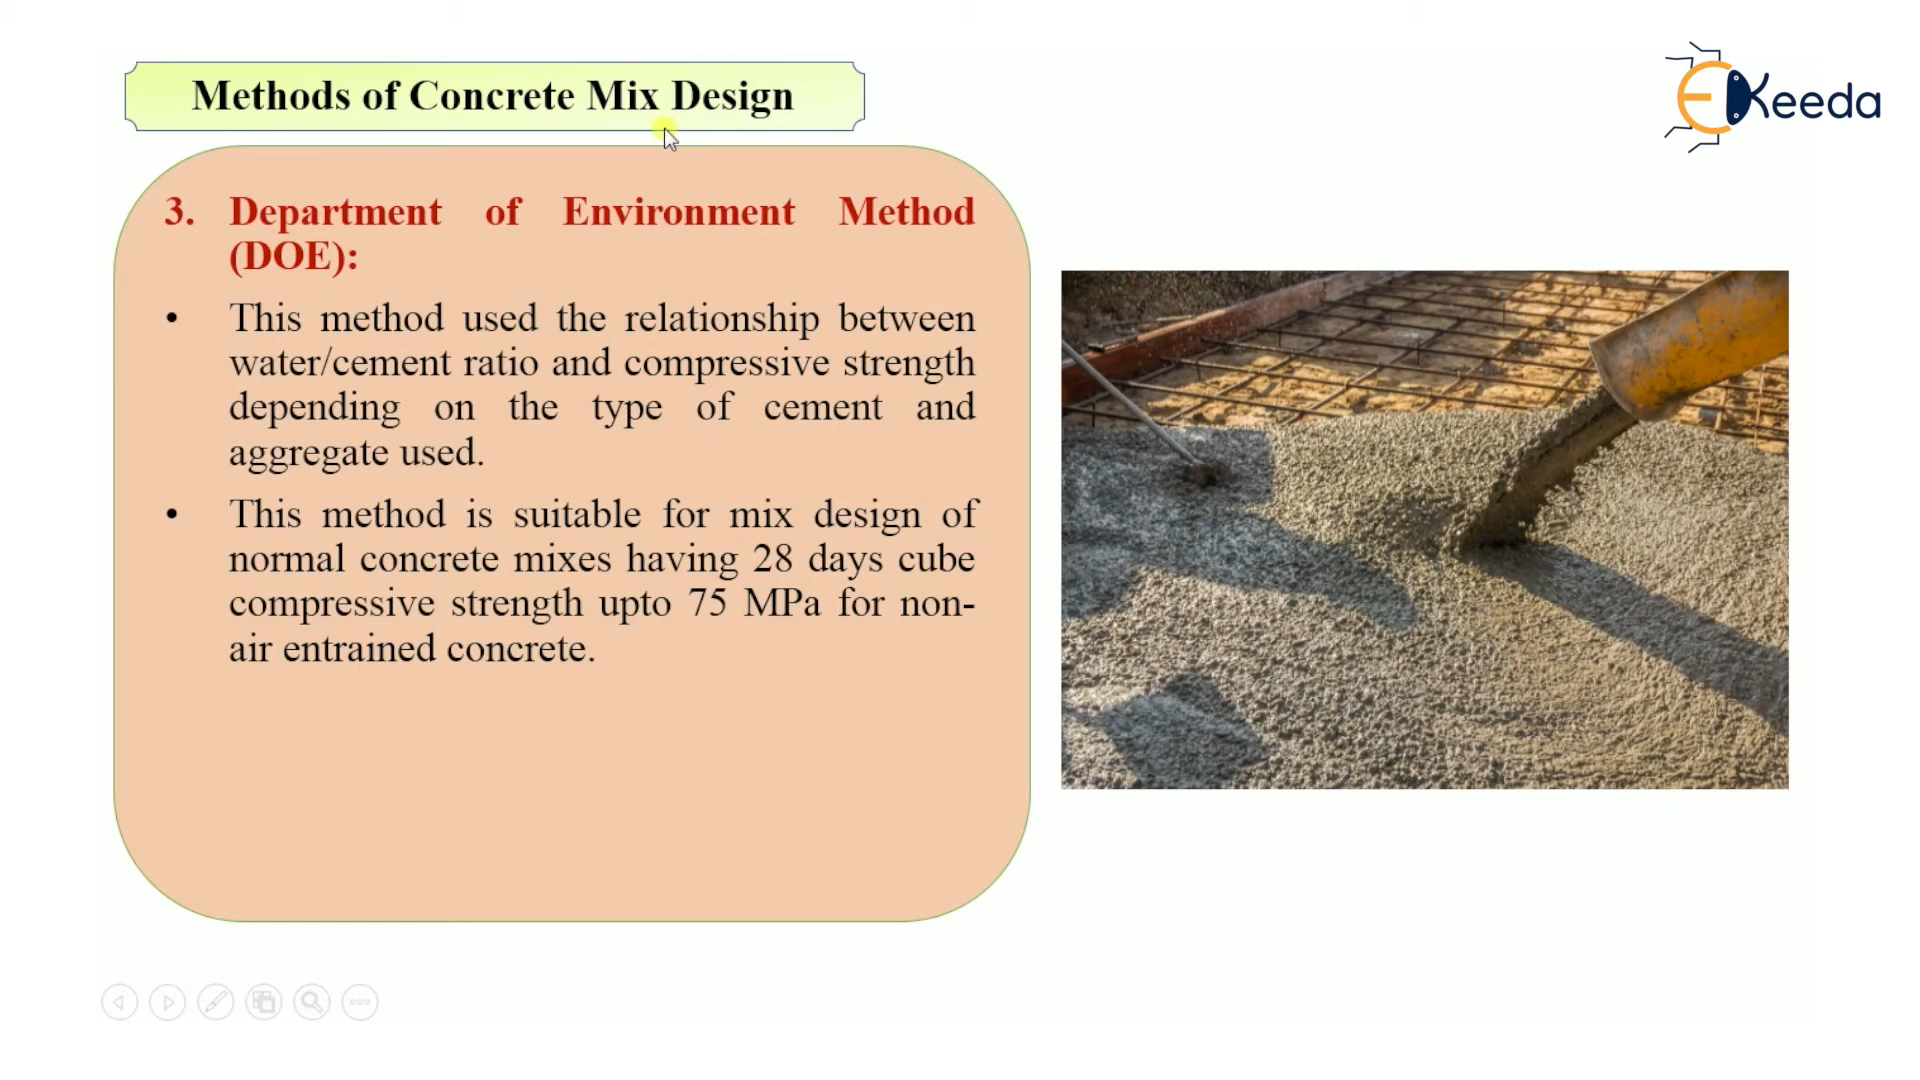 Methods of Concrete Mix Design
EKeeda
3. Department of Environment Method
(DOE):
• This method used the relationship between
water/cement ratio and compressive strength
depending on the type of cement and
aggregate used.
• This method is suitable for mix design of
normal concrete mixes having 28 days cube
compressive strength upto 75 MPa for non-
air entrained concrete.